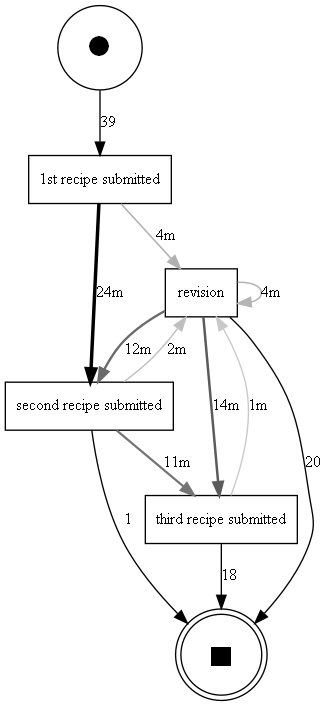 39
1st recipe submitted
4m
24m
revision
4m
12m
2m
14m
1m
second recipe submitted
11m
20
third recipe submitted
1
18